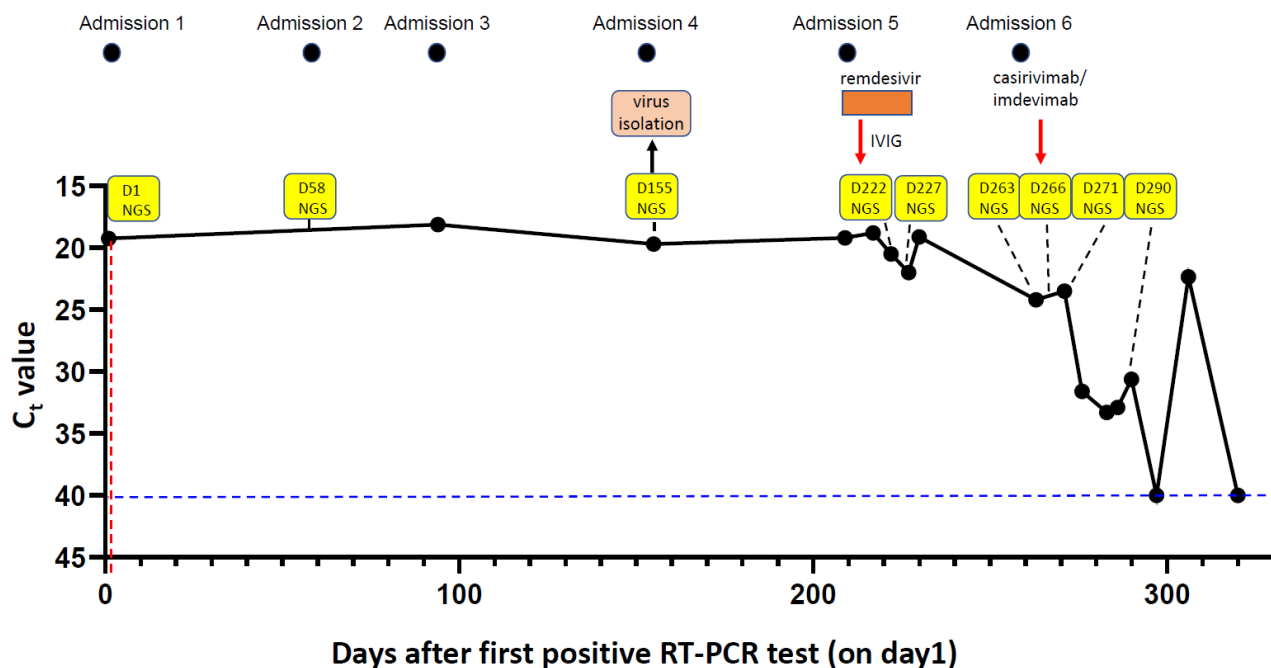 Admission 1
Admission 2
Admission 3
Admission 4
Admission 5
Admission 6
virus
isolation
remdesivir
IVIG
casirivimab/
imdevimab
D1
NGS
D58
NGS
D155
NGS
D222
NGS
D227
NGS
D263
NGS
D266
NGS
D271
NGS
D290
NGS
15
20
25
30
35
40
45
Ct value
0
100
200
300
Days after first positive RT-PCR test (on day1)